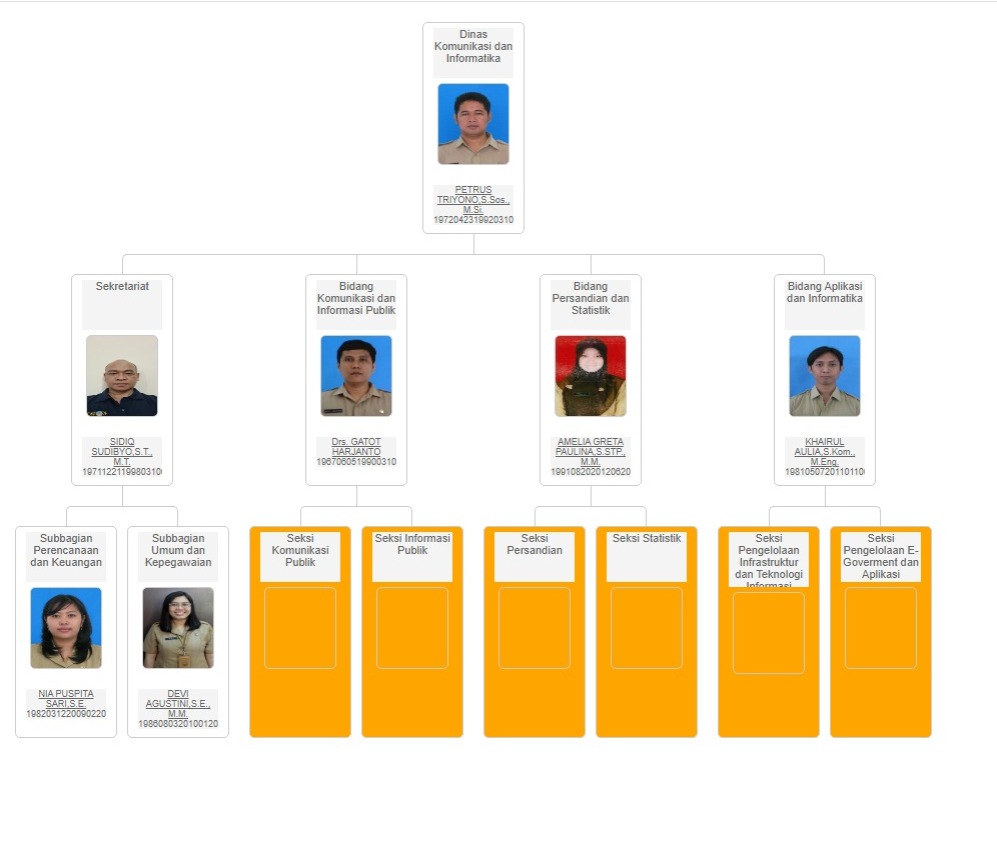 Dinas
Komunikasi dan
Informatika
PETRUS
TRIYONO,S.Sos.,
M.Si.
1972042319920310
Sekretariat
SIDIQ
SUDIBYO,S.T.,
M.T.
1971122119980310
Bidang
Komunikasi dan
Informasi Publik
Drs. GATOT
HARJANTO
1967060519900310
Bidang
Persandian dan
Statistik
AMELIA GRETA
PAULINA,S.STP.,
M.M.
1991082020120620
Bidang Aplikasi
dan Informatika
KHAIRUL
AULIA,S.Kom.,
M.Eng.
1981050720110110
Subbagian
Perencanaan
dan Keuangan
NIA PUSPITA
SARI,S.E.
1982031220090220
Subbagian
Umum dan
Kepegawaian
DEVI
AGUSTINI,S.E.,
M.M.
1986080320100120
Seksi
Komunikasi
Publik
Seksi Informasi
Publik
Seksi
Persandian
Seksi Statistik
Seksi
Pengelolaan
Infrastruktur
dan Teknologi
Informasi
Seksi
Pengelolaan E-
Goverment dan
Aplikasi